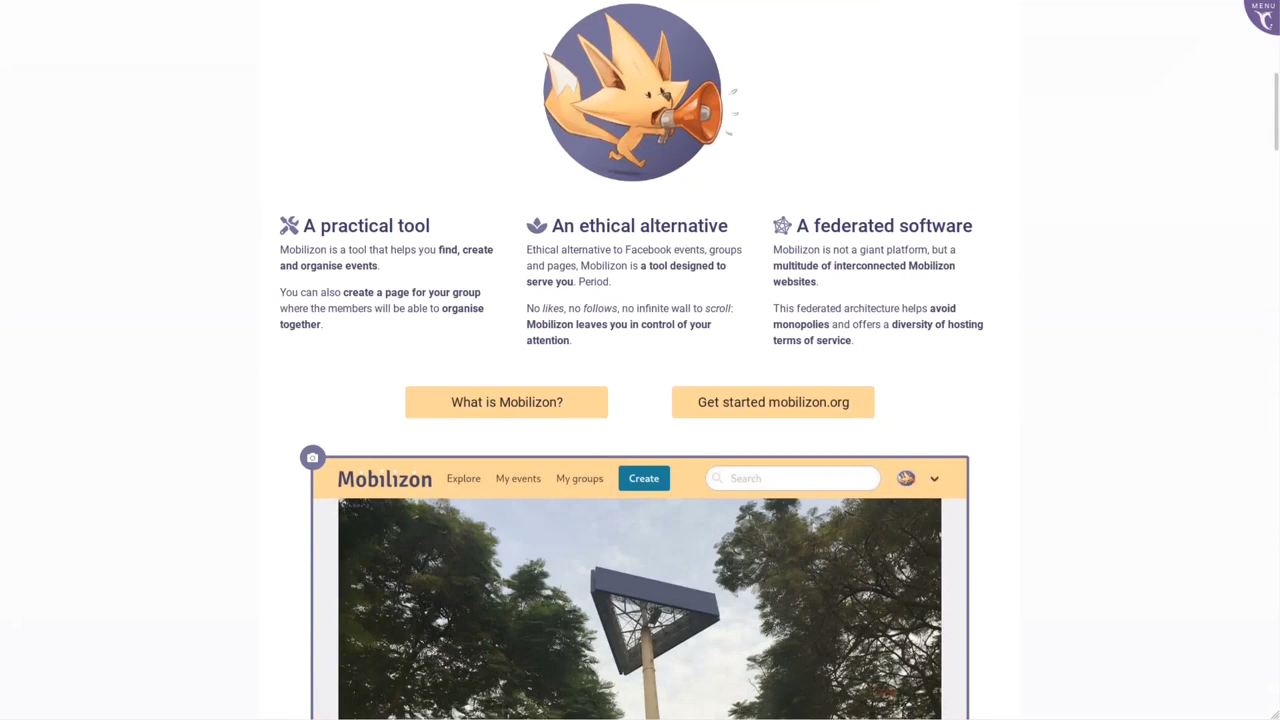 MENU
A practical tool
Mobilizon is a tool that helps you find, create
and organise events.
You can also create a page for your group
where the members will be able to organise
together.
An ethical alternative
Ethical alternative to Facebook events, groups
and pages, Mobilizon is a tool designed to
serve you. Period.
No likes, no follows, no infinite wall to scroll:
Mobilizon leaves you in control of your
attention.
A federated software
Mobilizon is not a giant platform, but a
multitude of interconnected Mobilizon
websites.
This federated architecture helps avoid
monopolies and offers a diversity of hosting
terms of service.
What is Mobilizon?
Get started mobilizon.org
Mobilizon Explore My events My groups Create Search